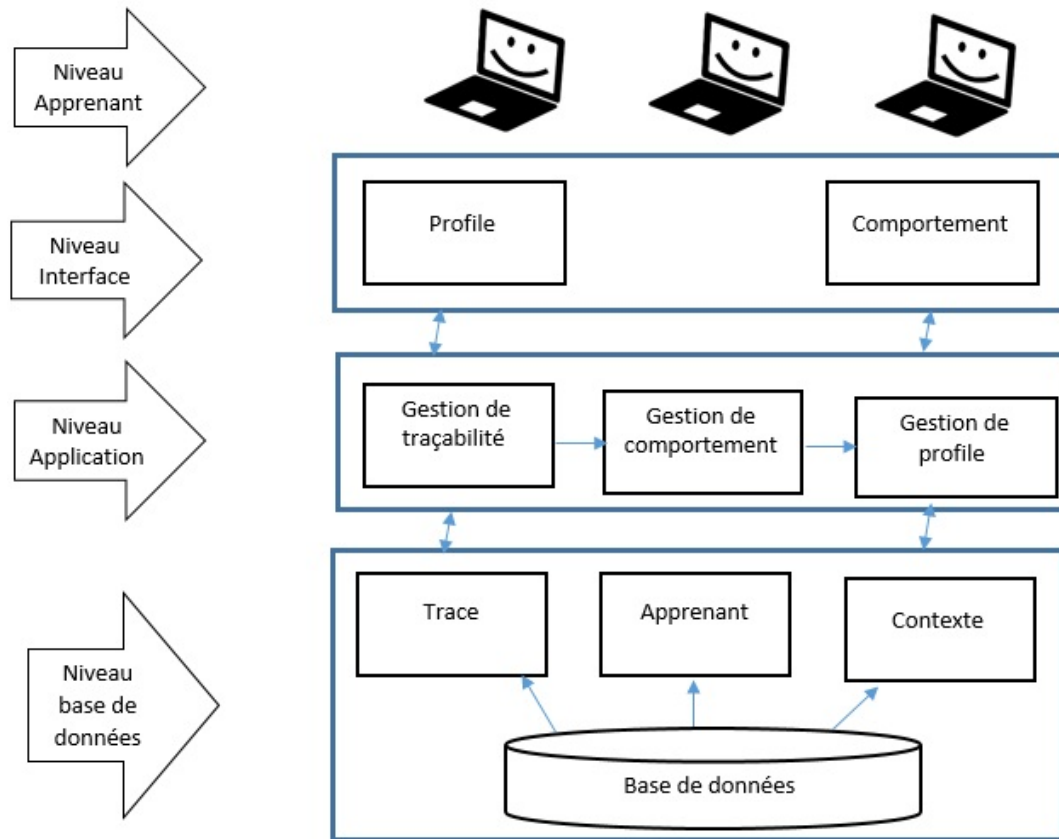 Niveau
Apprenant
Niveau
Interface
Profile
Comportement
Niveau
Application
Gestion de
traçabilité
Gestion de
comportement
Gestion de
profile
Niveau
base de
données
Trace
Apprenant
Contexte
Base de données